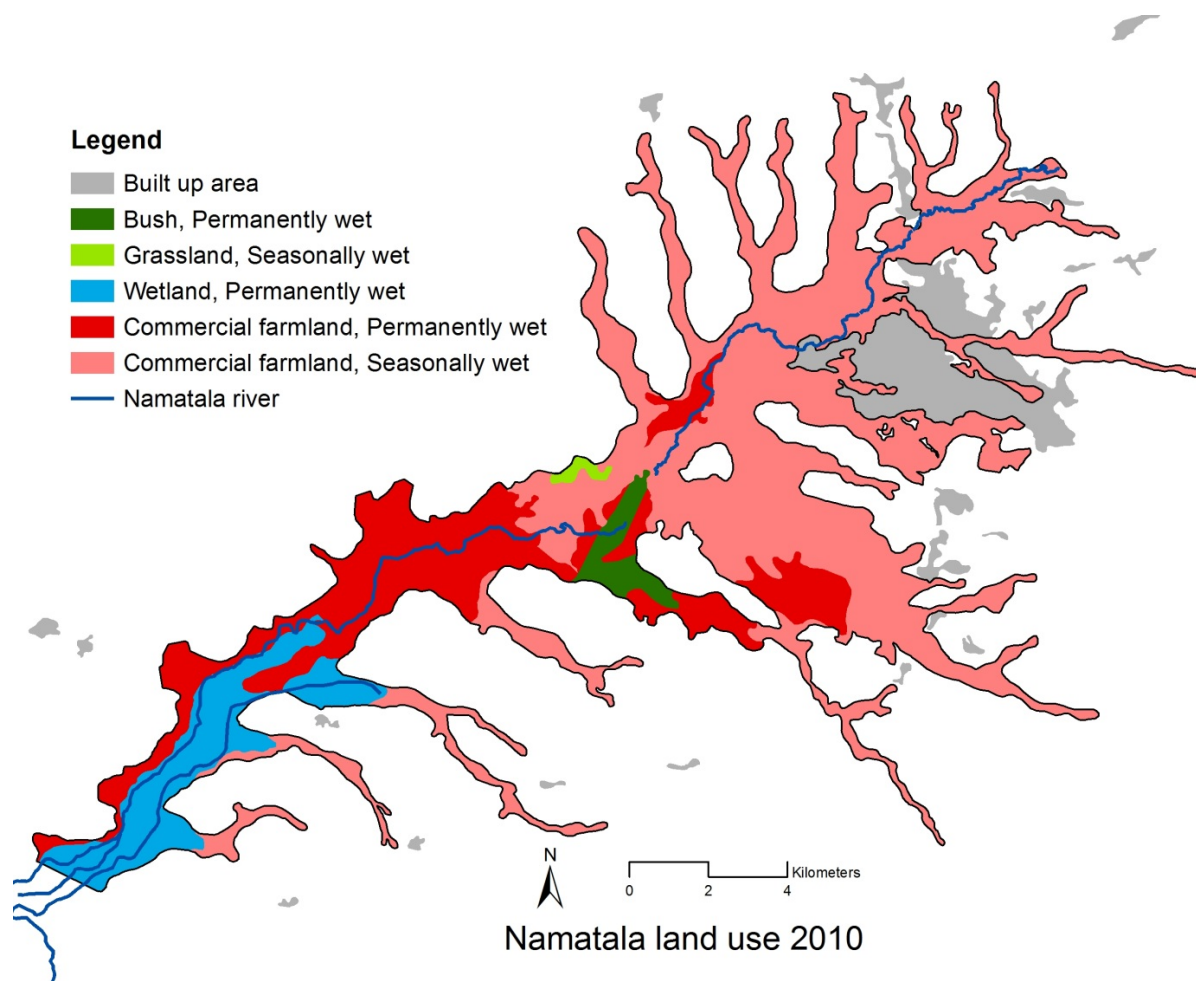 Legend
Built up area
Bush, Permanently wet
Grassland, Seasonally wet
Wetland, Permanently wet
Commercial farmland, Permanently wet
Commercial farmland, Seasonally wet
Namatala river
N
Kilometers
0 2 4
Namatala land use 2010